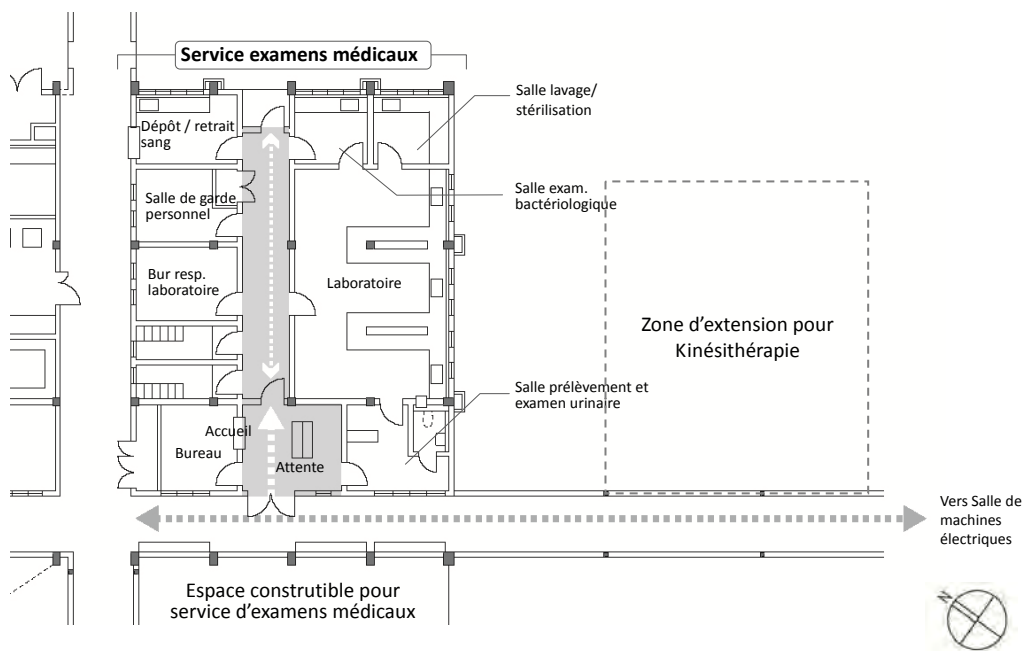 Service examens médicaux
Salle lavage/
stérilisation
Dépôt / retrait
sang
Salle exam.
bactériologique
Salle de garde
personnel
Bur resp.
laboratoire
Laboratoire
Zone d'extension pour
Kinésithérapie
Salle prélèvement et
examen urinaire
Accueil
Bureau
Attente
Vers Salle de
machines
électriques
Espace construtible pour
service d'examens médicaux
N